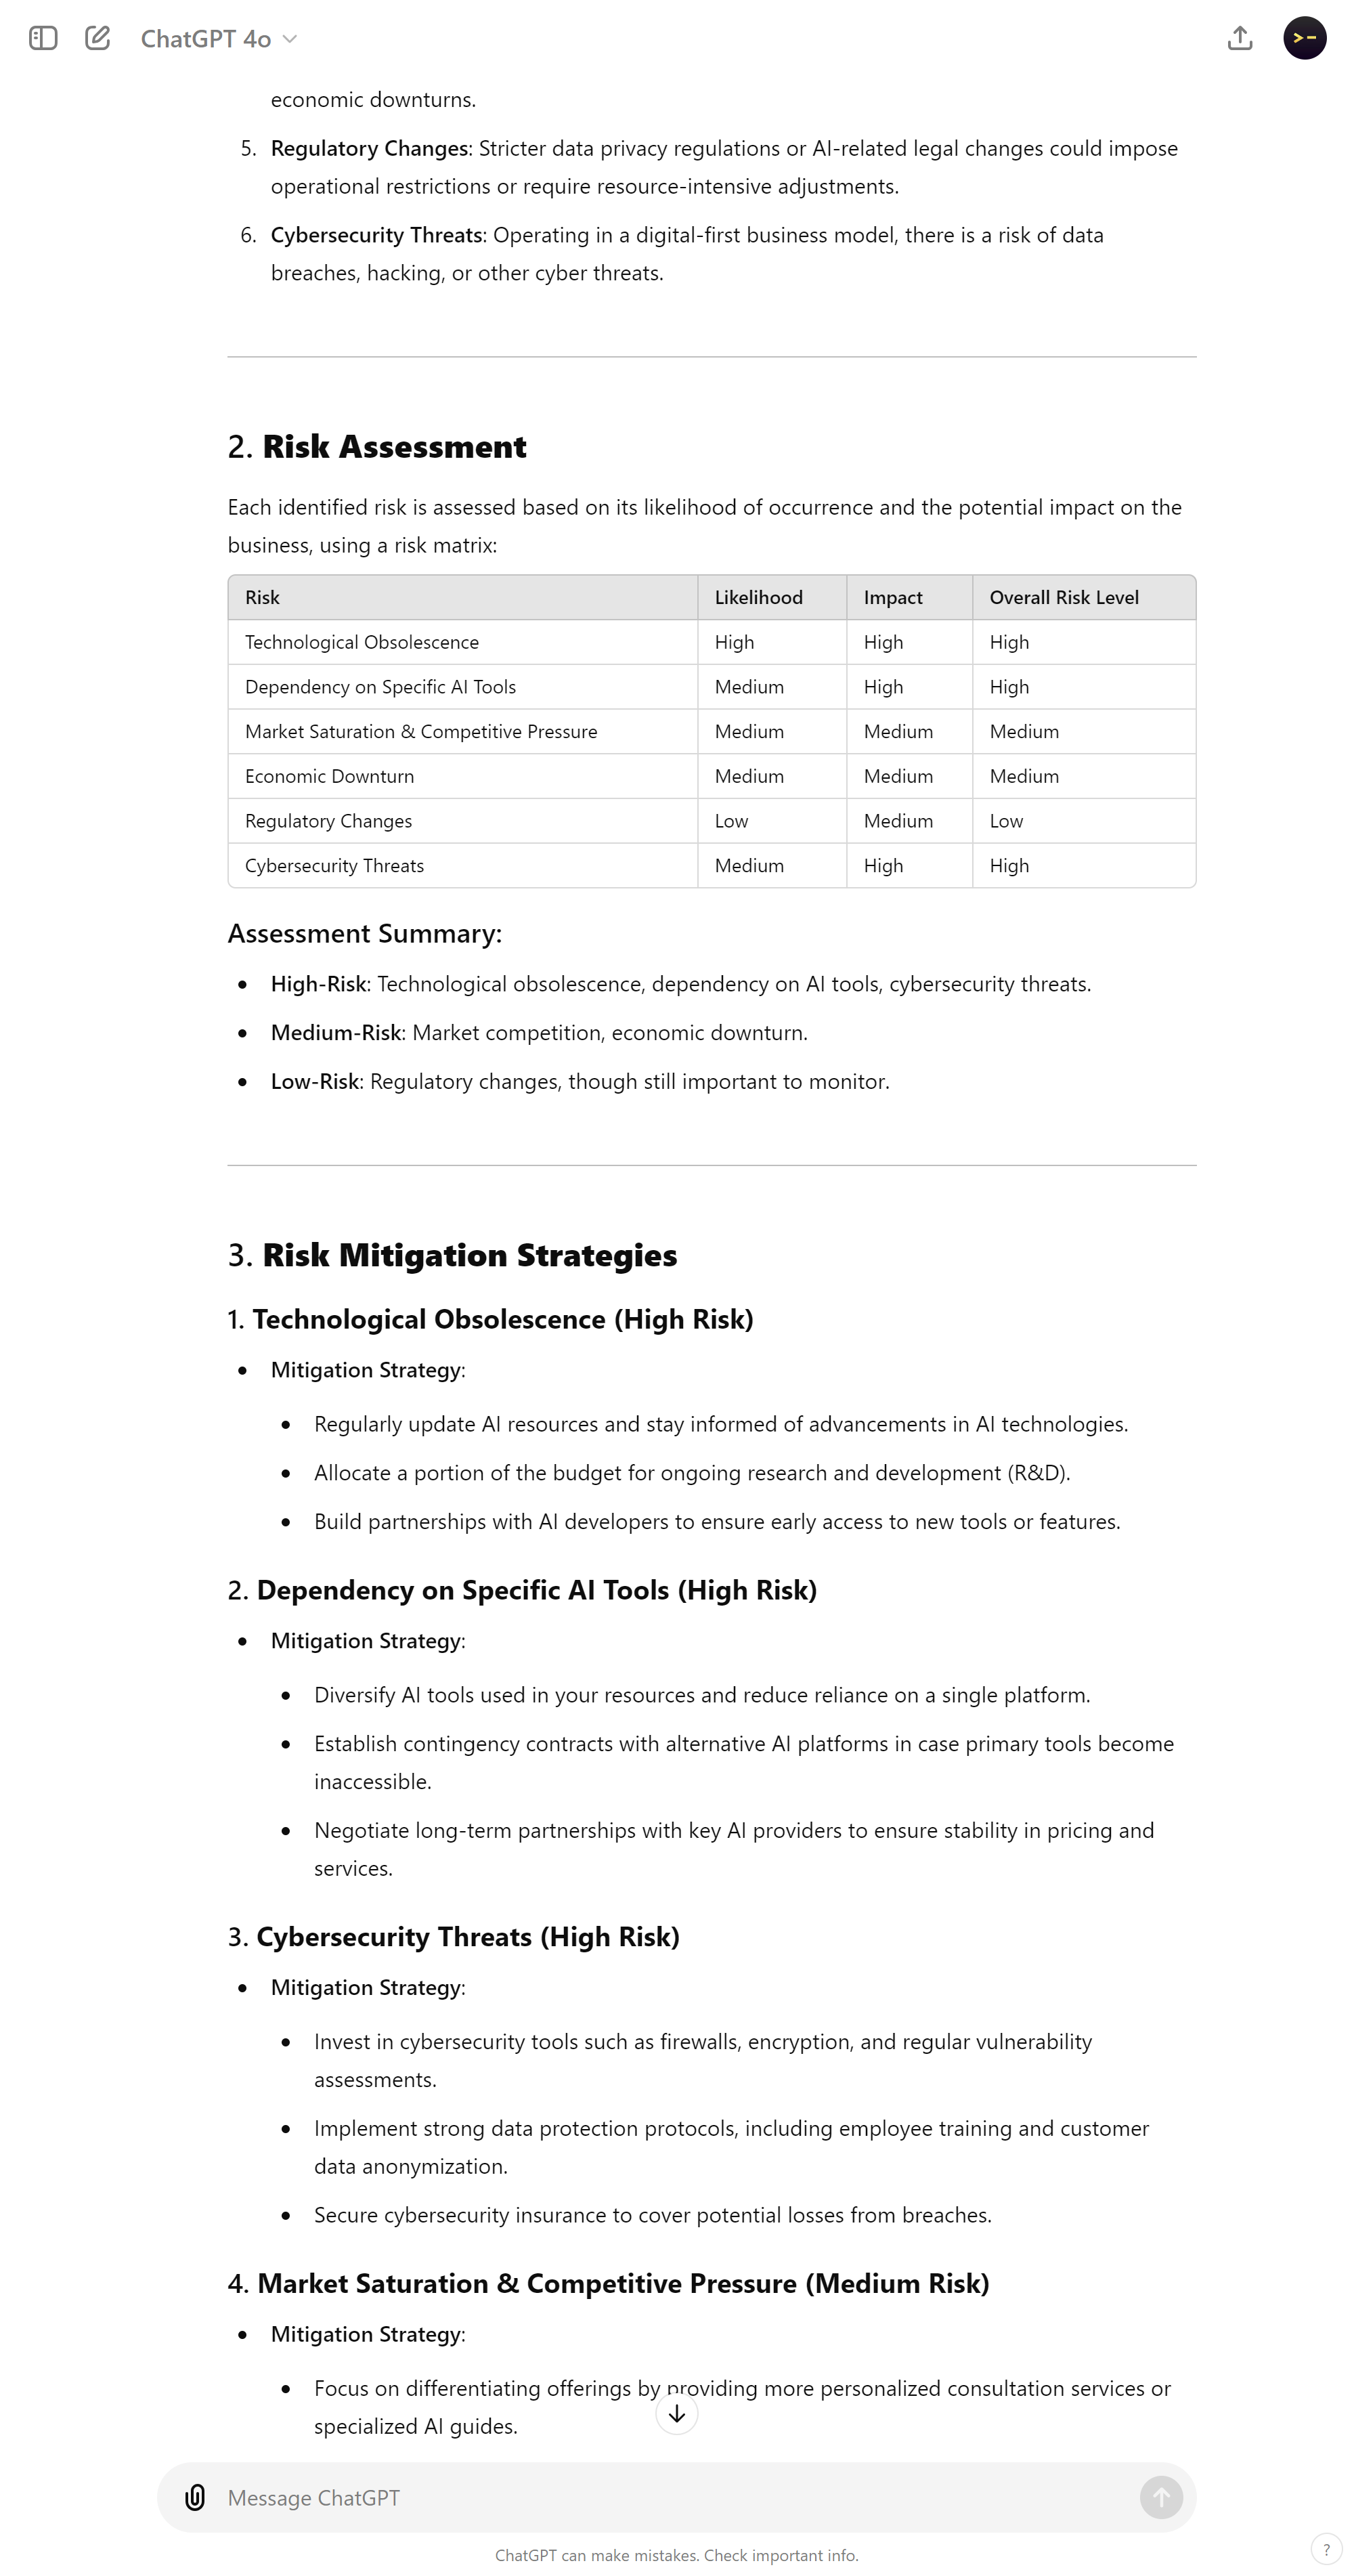 ChatGPT 4o
economic downturns.
5. Regulatory Changes: Stricter data privacy regulations or AI-related legal changes could impose
operational restrictions or require resource-intensive adjustments.
6. Cybersecurity Threats: Operating in a digital-first business model, there is a risk of data
breaches, hacking, or other cyber threats.
2. Risk Assessment
Each identified risk is assessed based on its likelihood of occurrence and the potential impact on the
business, using a risk matrix:
Risk Likelihood Impact Overall Risk Level
Technological Obsolescence High High High
Dependency on Specific AI Tools Medium High High
Market Saturation & Competitive Pressure Medium Medium Medium
Economic Downturn Medium Medium Medium
Regulatory Changes Low Medium Low
Cybersecurity Threats Medium High High
Assessment Summary:
• High-Risk: Technological obsolescence, dependency on AI tools, cybersecurity threats.
• Medium-Risk: Market competition, economic downturn.
• Low-Risk: Regulatory changes, though still important to monitor.
3. Risk Mitigation Strategies
1. Technological Obsolescence (High Risk)
• Mitigation Strategy:
• Regularly update AI resources and stay informed of advancements in AI technologies.
• Allocate a portion of the budget for ongoing research and development (R&D).
• Build partnerships with AI developers to ensure early access to new tools or features.
2. Dependency on Specific AI Tools (High Risk)
• Mitigation Strategy:
• Diversify AI tools used in your resources and reduce reliance on a single platform.
• Establish contingency contracts with alternative AI platforms in case primary tools become
inaccessible.
• Negotiate long-term partnerships with key AI providers to ensure stability in pricing and
services.
3. Cybersecurity Threats (High Risk)
• Mitigation Strategy:
• Invest in cybersecurity tools such as firewalls, encryption, and regular vulnerability
assessments.
• Implement strong data protection protocols, including employee training and customer
data anonymization.
• Secure cybersecurity insurance to cover potential losses from breaches.
4. Market Saturation & Competitive Pressure (Medium Risk)
• Mitigation Strategy:
• Focus on differentiating offerings by providing more personalized consultation services or
specialized AI guides.
Message ChatGPT
ChatGPT can make mistakes. Check important info.
?